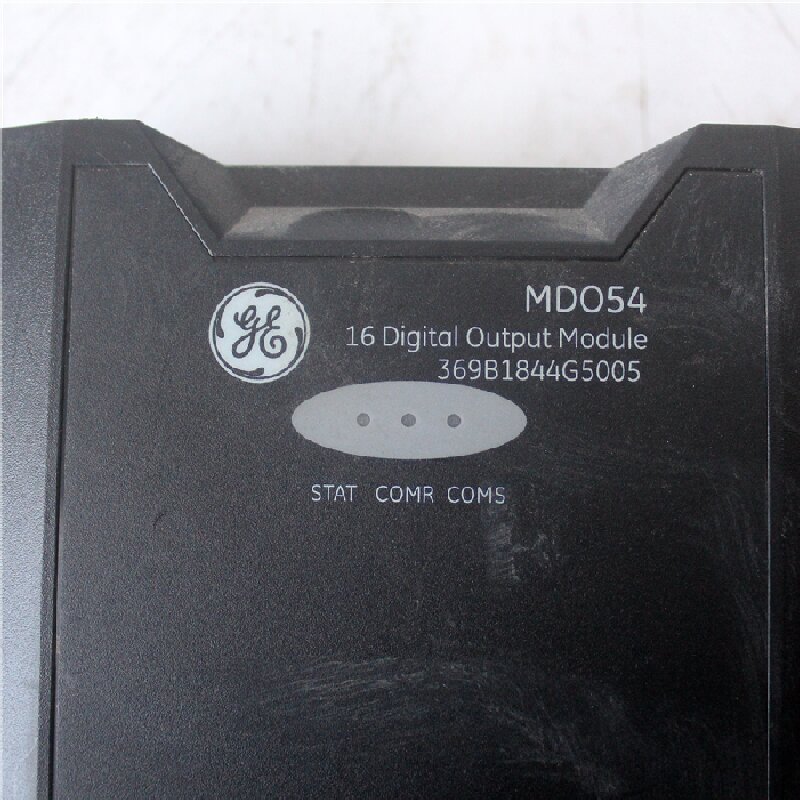 GE
MDO54
16 Digital Output Module
369B1844G5005
STAT COMR COMS